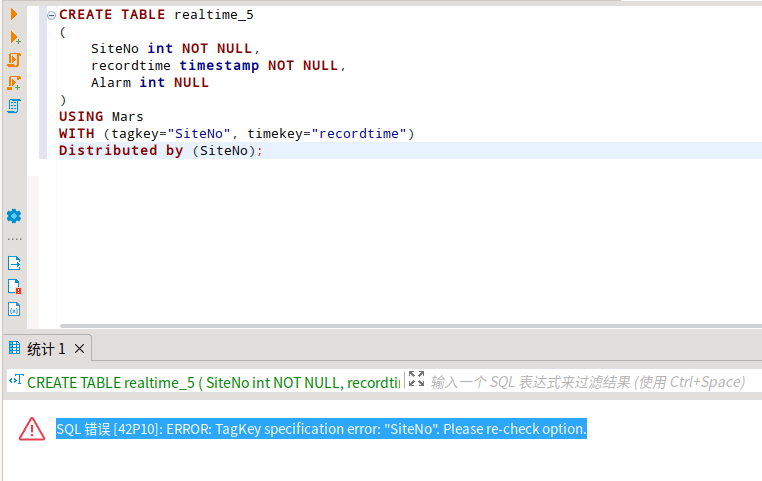 CREATE TABLE realtime_5
(
    SiteNo int NOT NULL,
    recordtime timestamp NOT NULL,
    Alarm int NULL
)
USING Mars
WITH (tagkey="SiteNo", timekey="recordtime")
Distributed by (SiteNo);
统计 1 ×
CREATE TABLE realtime_5 ( SiteNo int NOT NULL, recordti 输入一个 SQL 表达式来过滤结果 (使用 Ctrl+Space)
SQL 错误 [42P10]: ERROR: TagKey specification error: "SiteNo". Please re-check option.